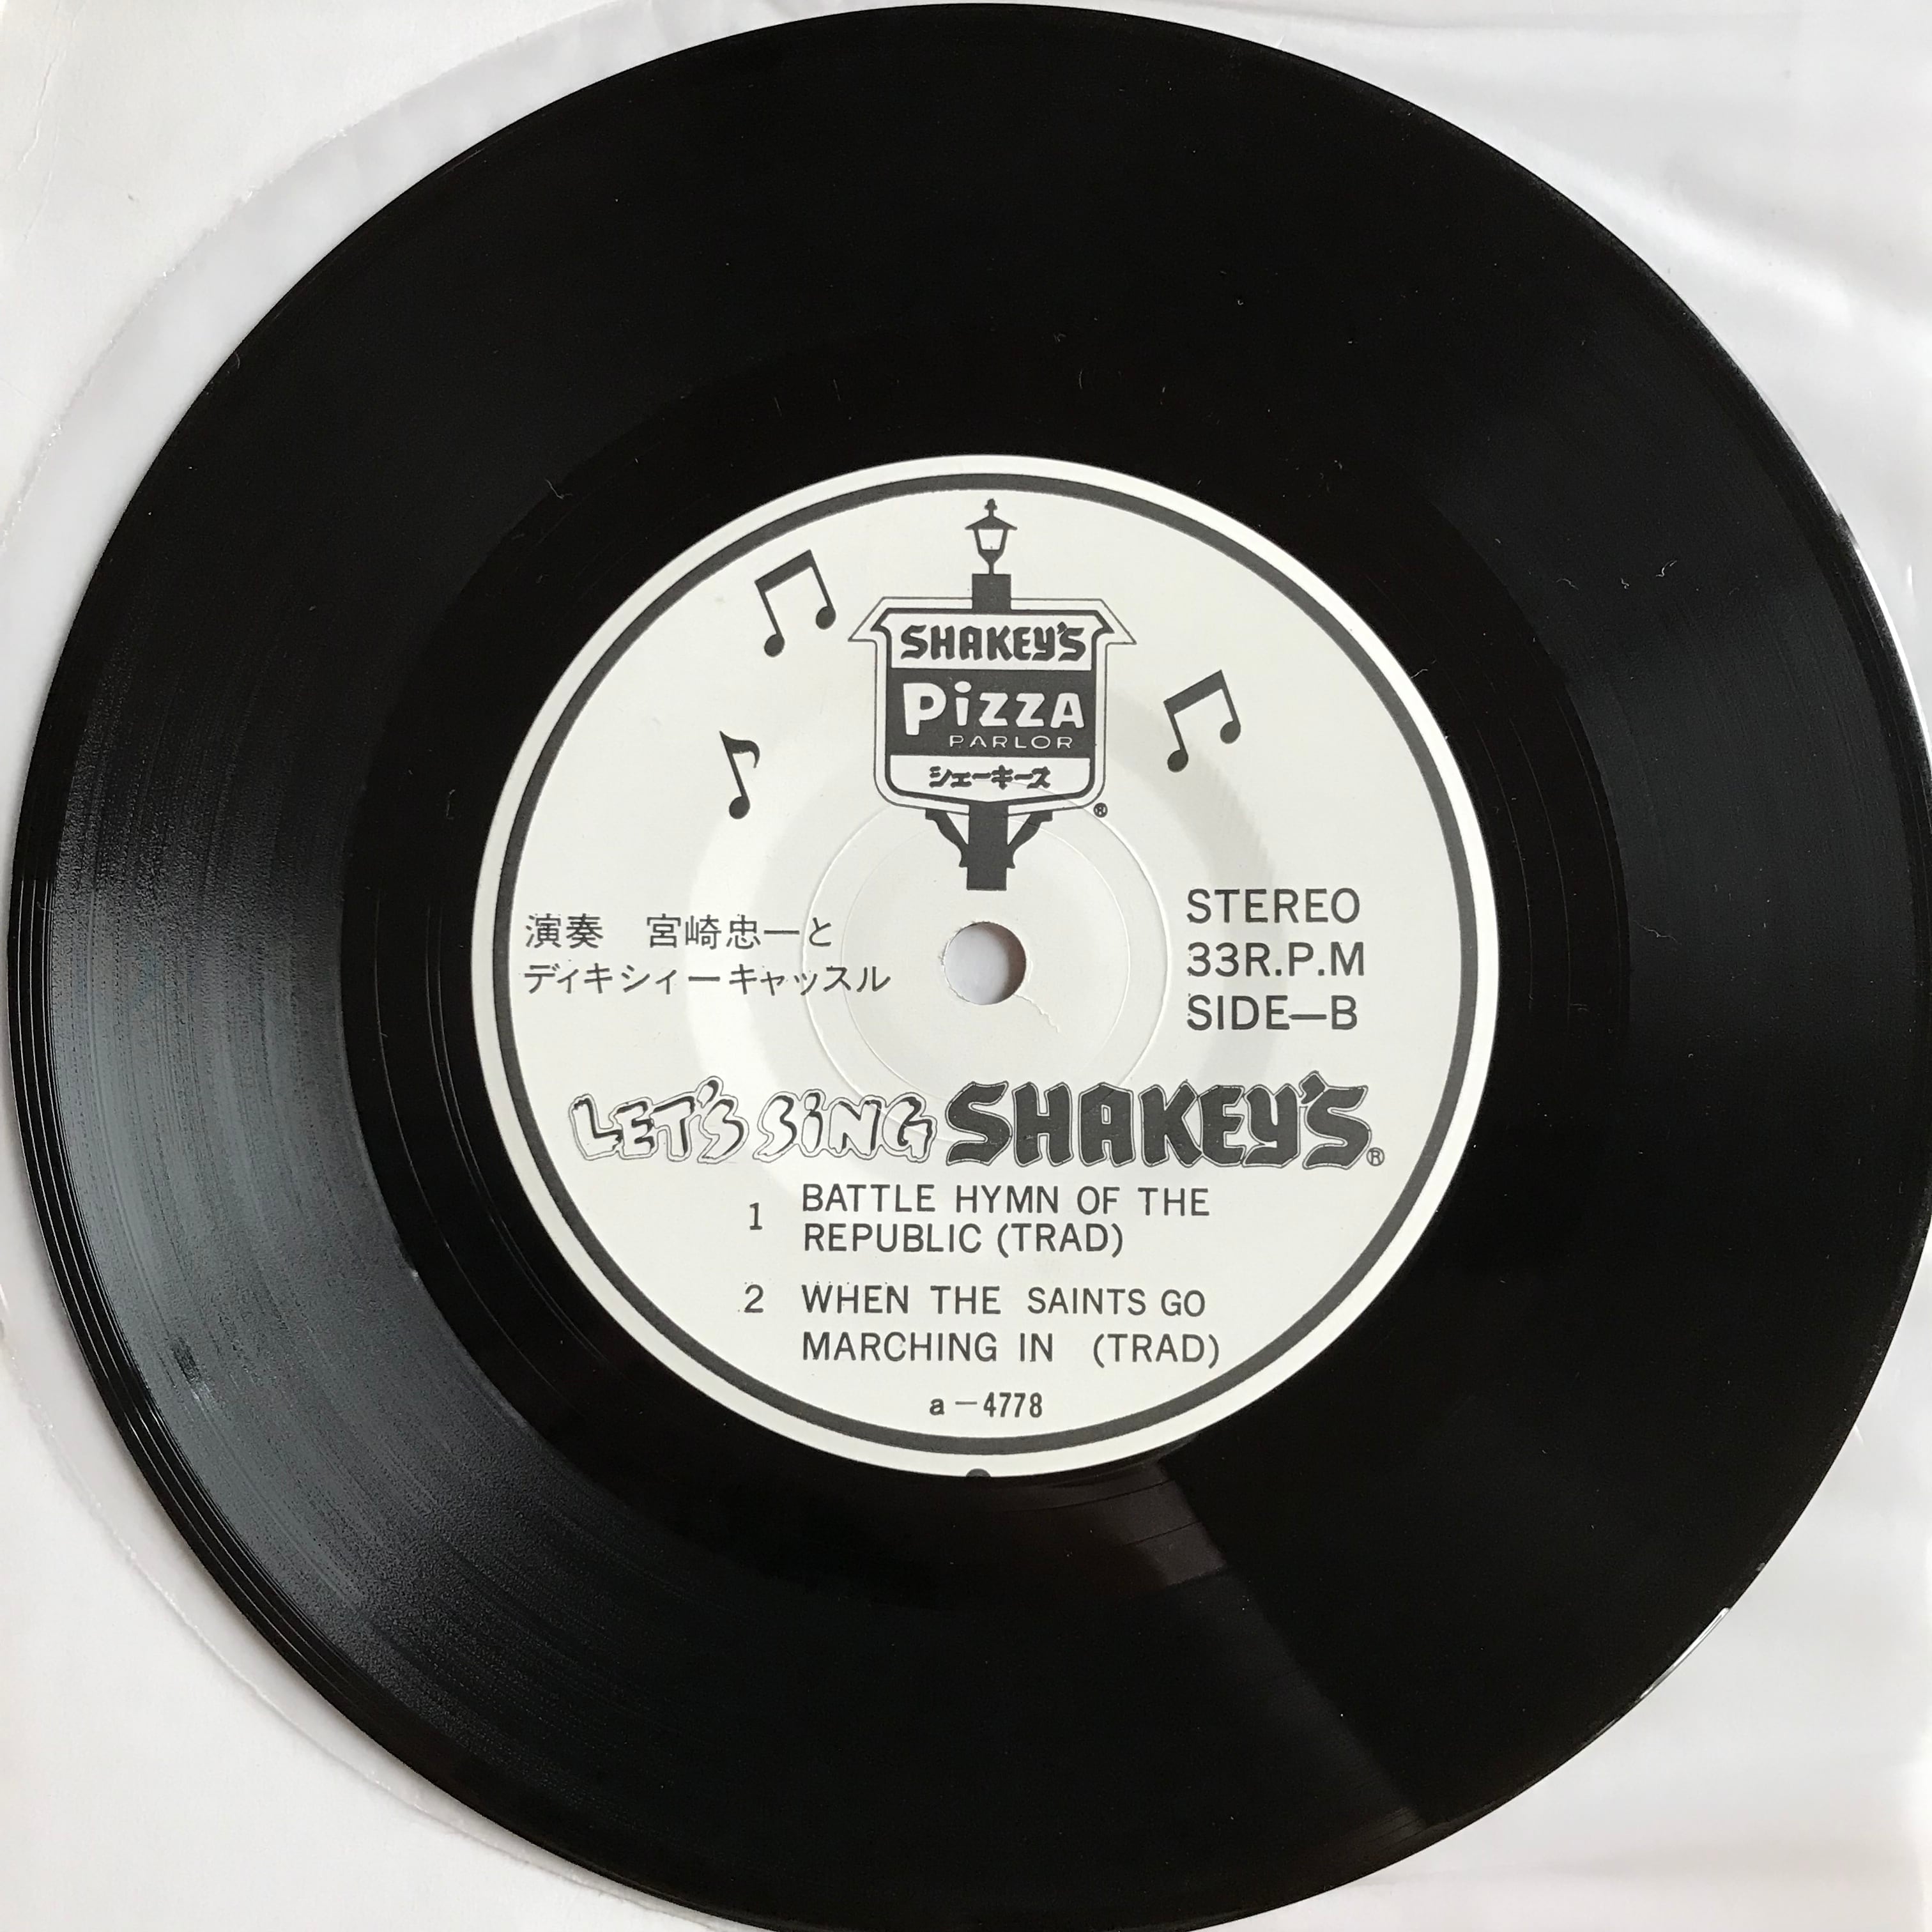 SHAKEY'S
PizzA
PARLOR
シェーキーズ
®
演奏　宮崎忠一と
ディキシィーキャッスル
STEREO
33R.P.M
SIDE—B
LET'S SiNG SHAKEY'S®
1 BATTLE HYMN OF THE
REPUBLIC (TRAD)
2 WHEN THE SAINTS GO
MARCHING IN (TRAD)
a—4778